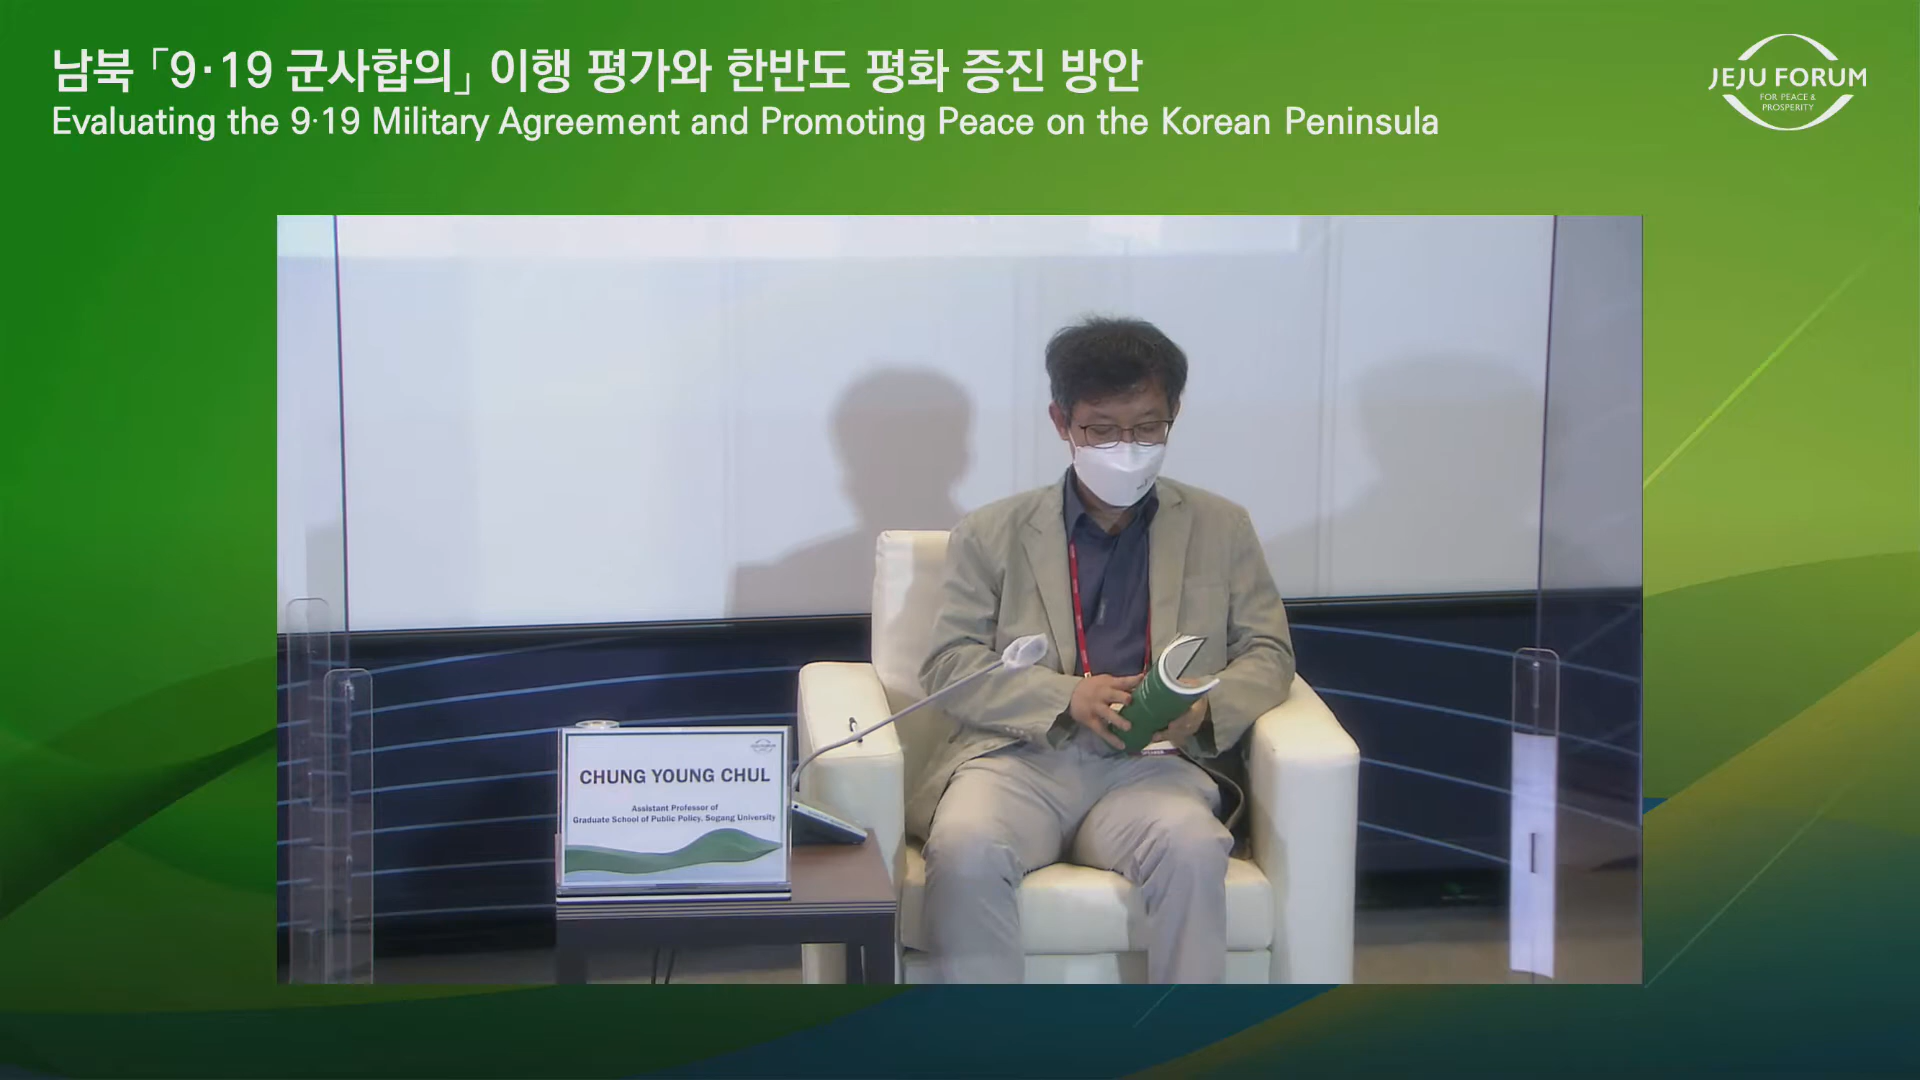 남북 「9·19 군사합의」 이행 평가와 한반도 평화 증진 방안
Evaluating the 9·19 Military Agreement and Promoting Peace on the Korean Peninsula
JEJU FORUM
FOR PEACE &
PROSPERITY
JEJU FORUM
CHUNG YOUNG CHUL
Assistant Professor of
Graduate School of Public Policy, Sogang University